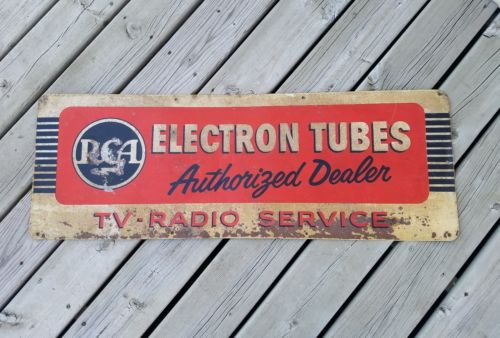 RCA
ELECTRON TUBES
Authorized Dealer
TV-RADIO SERVICE